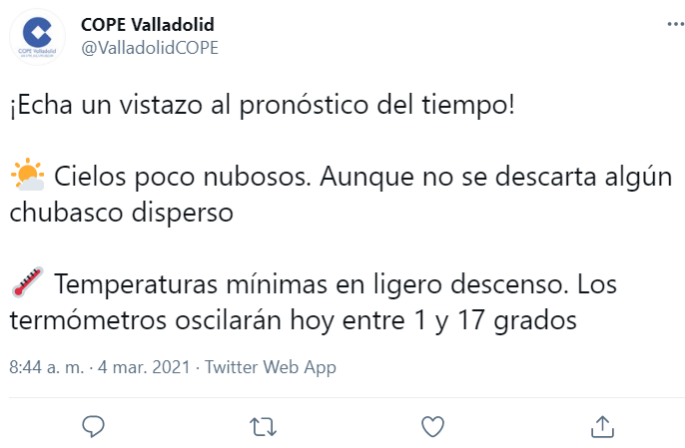 COPE Valladolid
@ValladolidCOPE
COPE Valladolid
¡Echa un vistazo al pronóstico del tiempo!
Cielos poco nubosos. Aunque no se descarta algún
chubasco disperso
Temperaturas mínimas en ligero descenso. Los
termómetros oscilarán hoy entre 1 y 17 grados
8:44 a. m. · 4 mar. 2021 · Twitter Web App